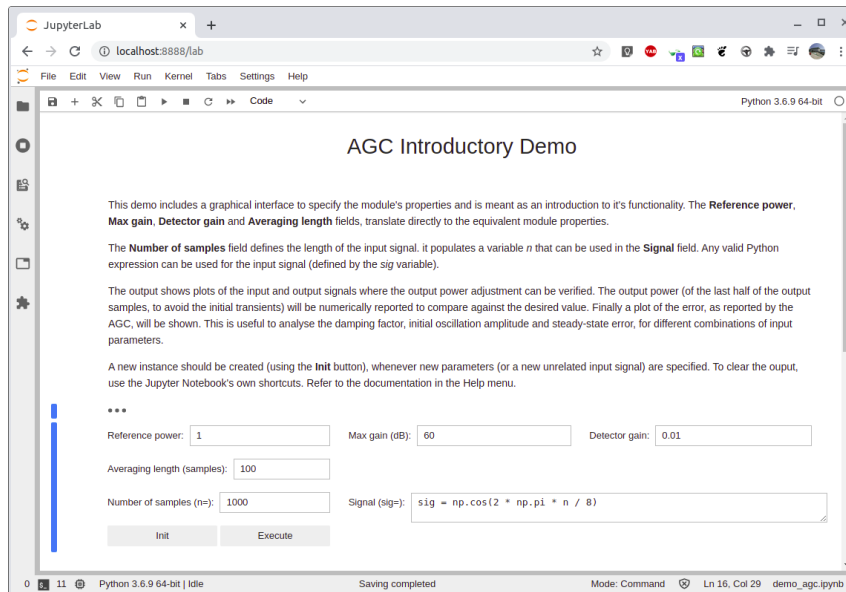 JupyterLab
localhost:8888/lab
File Edit View Run Kernel Tabs Settings Help
Code
Python 3.6.9 64-bit
AGC Introductory Demo
This demo includes a graphical interface to specify the module's properties and is meant as an introduction to it's functionality. The Reference power,
Max gain, Detector gain and Averaging length fields, translate directly to the equivalent module properties.
The Number of samples field defines the length of the input signal. it populates a variable n that can be used in the Signal field. Any valid Python
expression can be used for the input signal (defined by the sig variable).
The output shows plots of the input and output signals where the output power adjustment can be verified. The output power (of the last half of the output
samples, to avoid the initial transients) will be numerically reported to compare against the desired value. Finally a plot of the error, as reported by the
AGC, will be shown. This is useful to analyse the damping factor, initial oscillation amplitude and steady-state error, for different combinations of input
parameters.
A new instance should be created (using the Init button), whenever new parameters (or a new unrelated input signal) are specified. To clear the ouput,
use the Jupyter Notebook's own shortcuts. Refer to the documentation in the Help menu.
Reference power: 1 Max gain (dB): 60 Detector gain: 0.01
Averaging length (samples): 100
Number of samples (n=): 1000 Signal (sig=): sig = np.cos(2 * np.pi * n / 8)
Init Execute
0 11 Python 3.6.9 64-bit | Idle Saving completed Mode: Command Ln 16, Col 29 demo_agc.ipynb